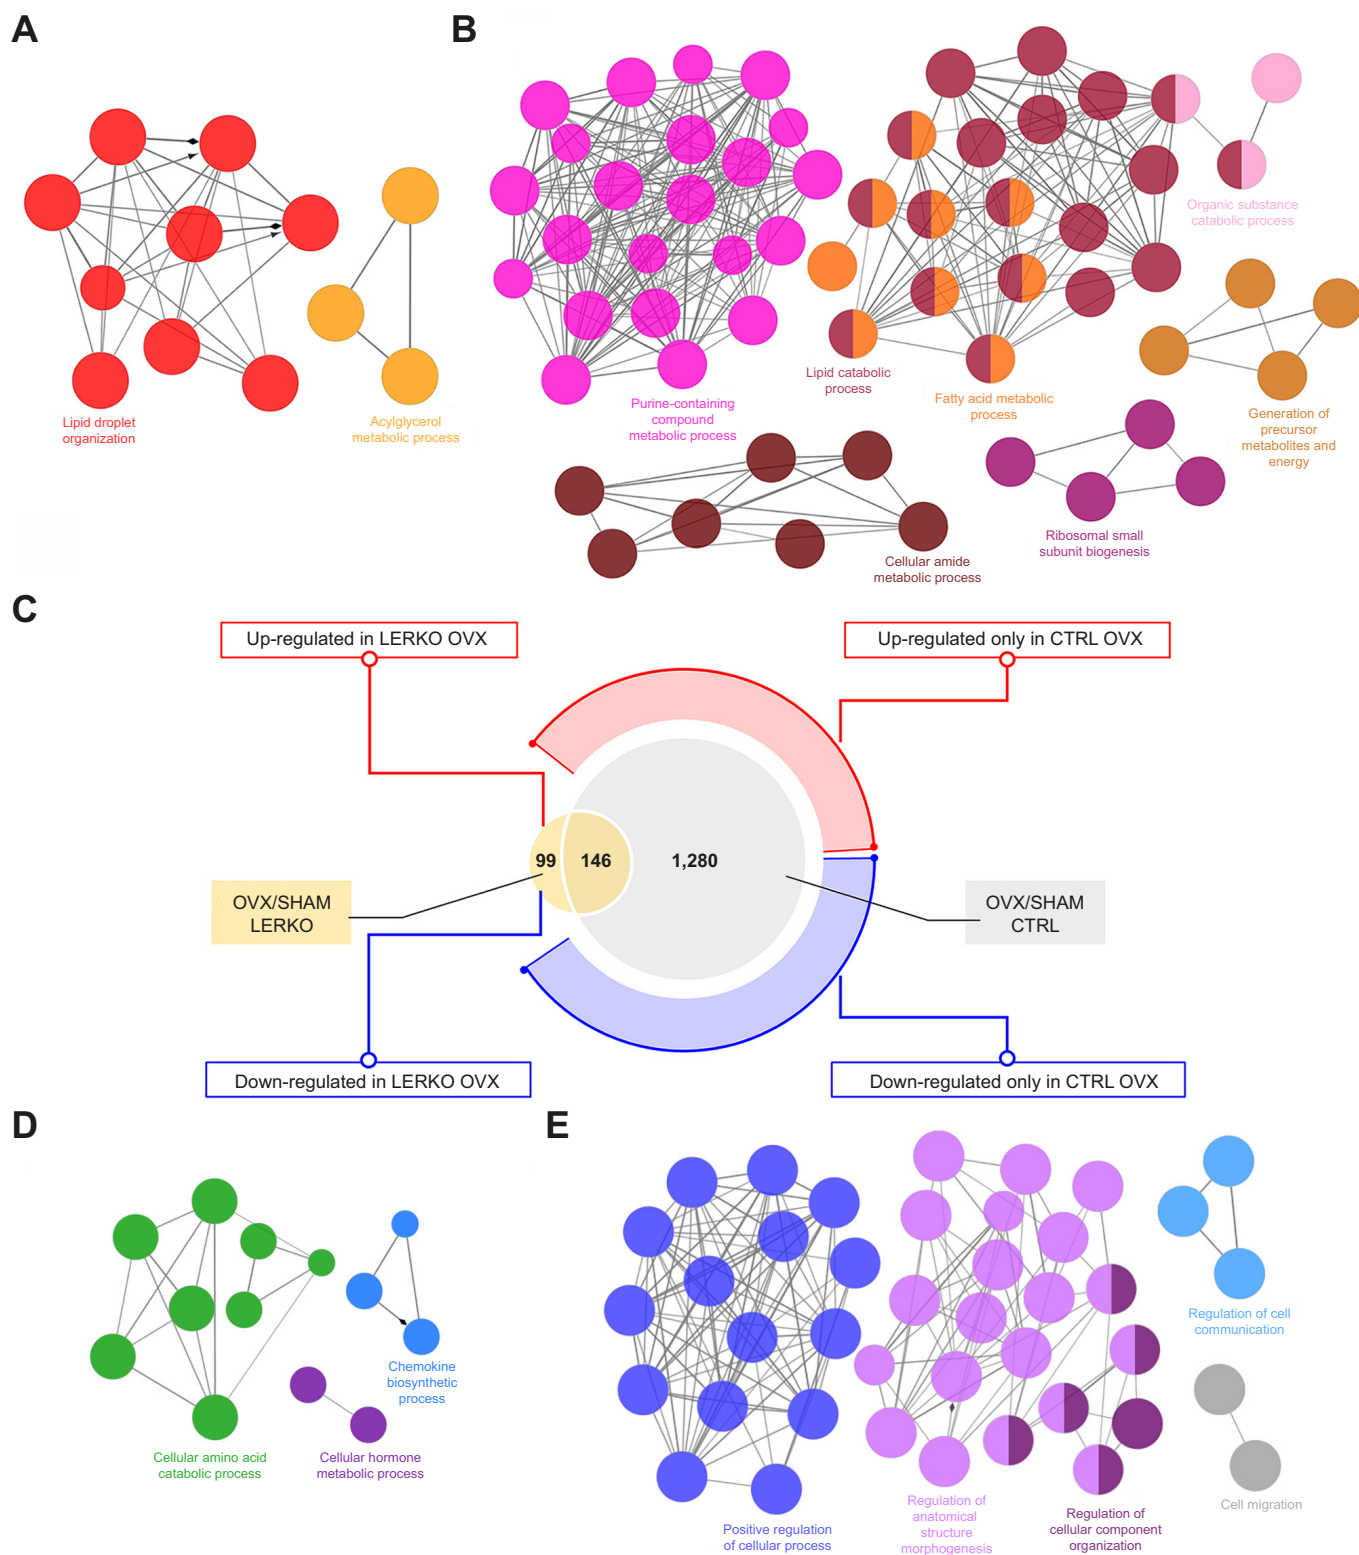 A
B
Lipid droplet
organization
Acylglycerol
metabolic process
Purine-containing
compound
metabolic process
Lipid catabolic
process
Fatty acid metabolic
process
Organic substance
catabolic process
Generation of
precursor
metabolites and
energy
Ribosomal small
subunit biogenesis
Cellular amide
metabolic process
C
Up-regulated in LERKO OVX
Up-regulated only in CTRL OVX
99
146
1,280
OVX/SHAM
LERKO
OVX/SHAM
CTRL
Down-regulated in LERKO OVX
Down-regulated only in CTRL OVX
D
E
Cellular amino acid
catabolic process
Chemokine
biosynthetic
process
Cellular hormone
metabolic process
Positive regulation
of cellular process
Regulation of
anatomical
structure
morphogenesis
Regulation of
cellular component
organization
Regulation of cell
communication
Cell migration